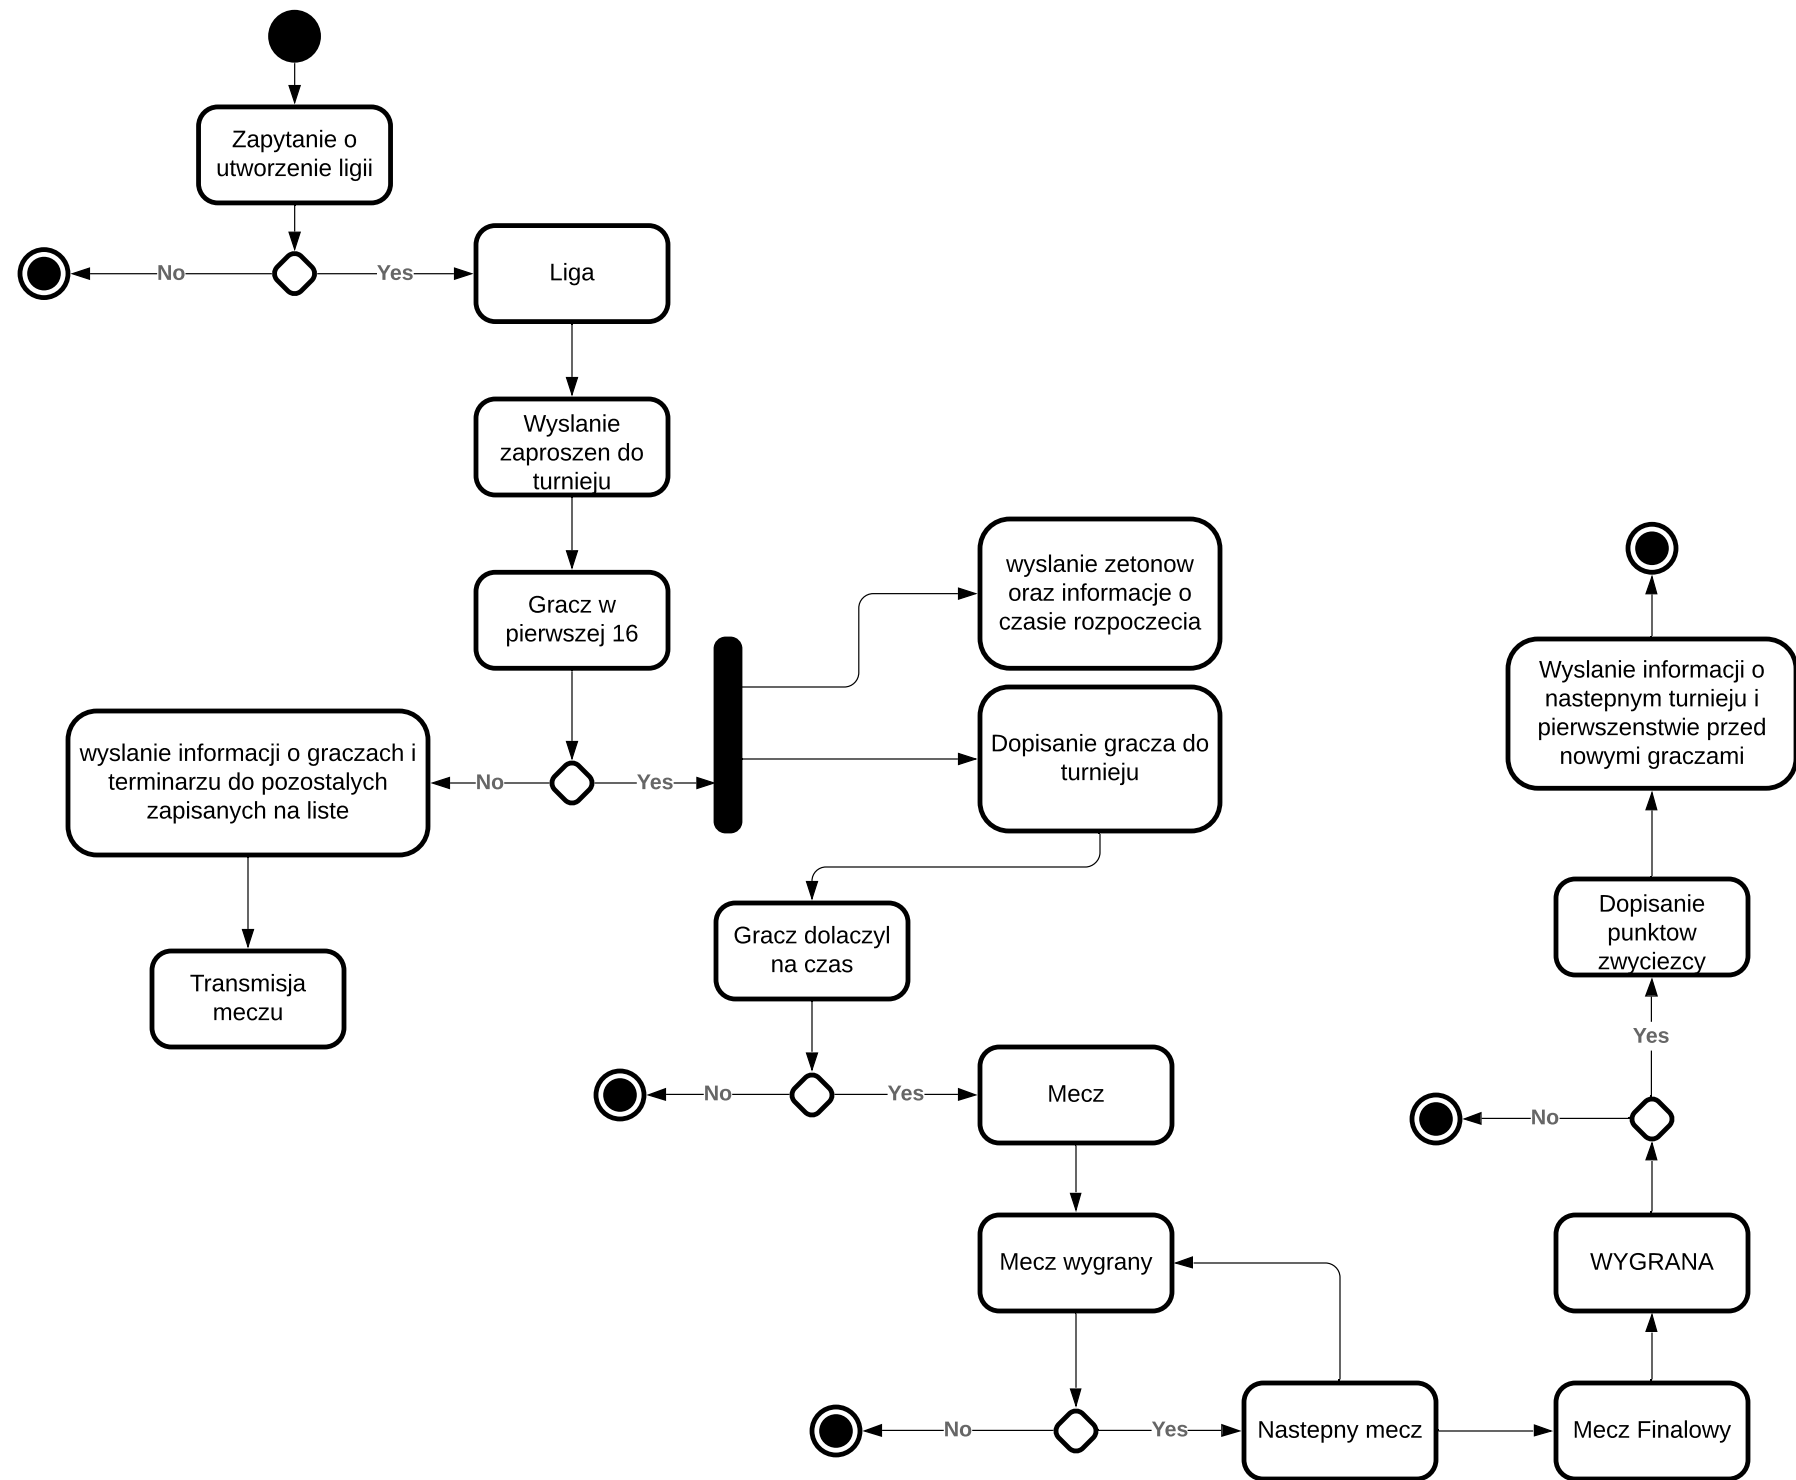 Zapytanie o
utworzenie ligii
No
Yes
Liga
Wyslanie
zaproszen do
turnieju
Gracz w
pierwszej 16
No
Yes
wyslanie informacji o graczach i
terminarzu do pozostalych
zapisanych na liste
Transmisja
meczu
wyslanie zetonow
oraz informacje o
czasie rozpoczecia
Dopisanie gracza do
turnieju
Gracz dolaczyl
na czas
No
Yes
Mecz
Mecz wygrany
No
Yes
Nastepny mecz
Mecz Finalowy
WYGRANA
No
Yes
Dopisanie
punktow
zwyciezcy
Wyslanie informacji o
nastepnym turnieju i
pierwszenstwie przed
nowymi graczami